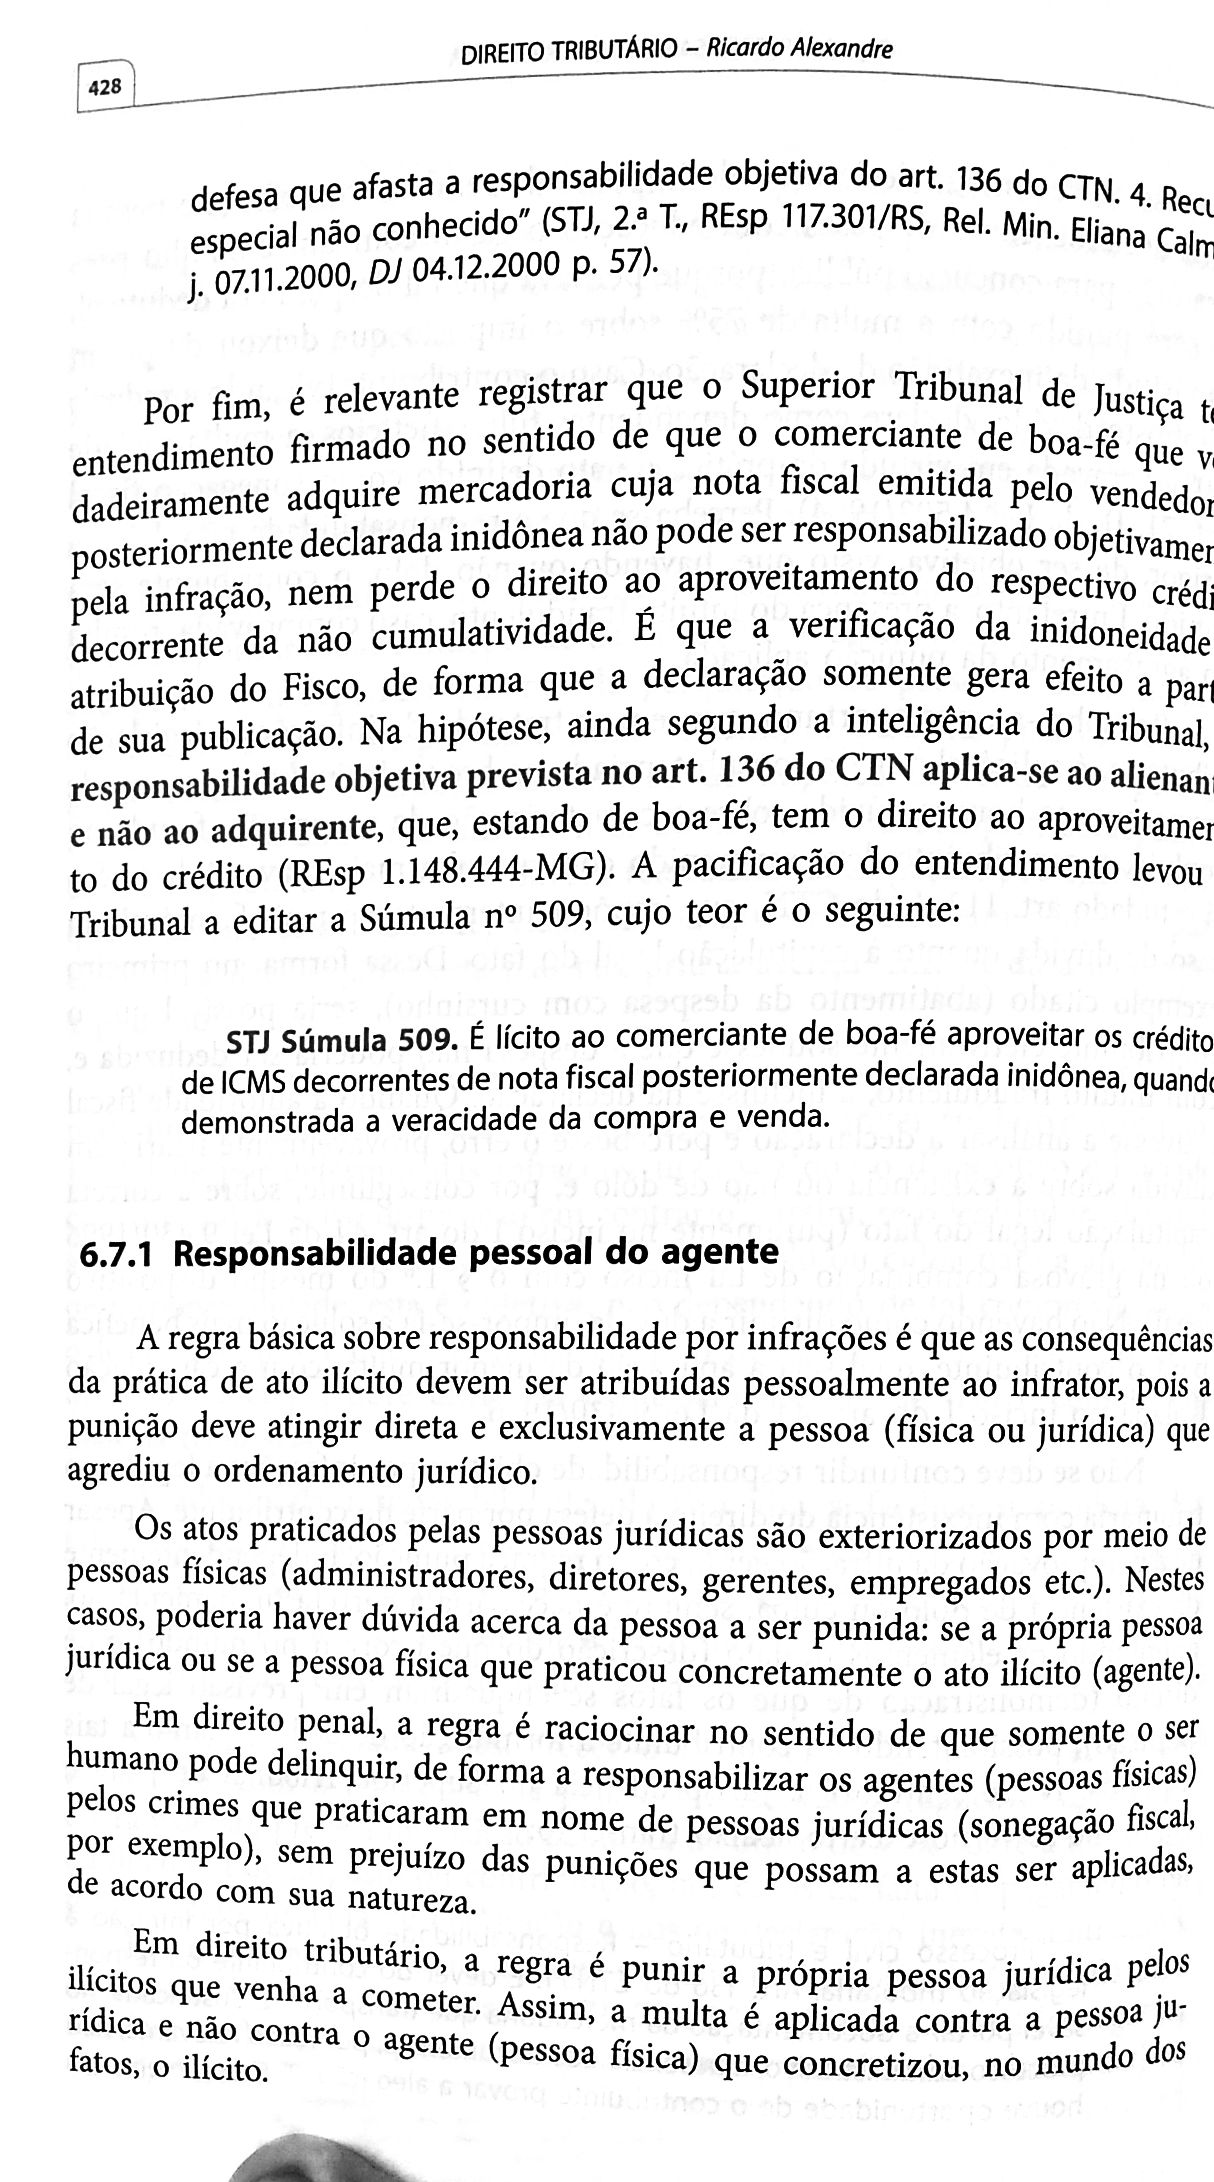 DIREITO TRIBUTÁRIO – Ricardo Alexandre
428
defesa que afasta a responsabilidade objetiva do art. 136 do CTN. 4. Recu
especial não conhecido” (STJ, 2.ª T., REsp 117.301/RS, Rel. Min. Eliana Calm
j. 07.11.2000, DJ 04.12.2000 p. 57).
Por fim, é relevante registrar que o Superior Tribunal de Justiça te
entendimento firmado no sentido de que o comerciante de boa-fé que ve
dadeiramente adquire mercadoria cuja nota fiscal emitida pelo vendedor
posteriormente declarada inidônea não pode ser responsabilizado objetivamen
pela infração, nem perde o direito ao aproveitamento do respectivo crédi
decorrente da não cumulatividade. É que a verificação da inidoneidade
atribuição do Fisco, de forma que a declaração somente gera efeito a part
de sua publicação. Na hipótese, ainda segundo a inteligência do Tribunal,
responsabilidade objetiva prevista no art. 136 do CTN aplica-se ao alienant
e não ao adquirente, que, estando de boa-fé, tem o direito ao aproveitamen-
to do crédito (REsp 1.148.444-MG). A pacificação do entendimento levou
Tribunal a editar a Súmula nº 509, cujo teor é o seguinte:
STJ Súmula 509. É lícito ao comerciante de boa-fé aproveitar os crédito
de ICMS decorrentes de nota fiscal posteriormente declarada inidônea, quando
demonstrada a veracidade da compra e venda.
6.7.1 Responsabilidade pessoal do agente
A regra básica sobre responsabilidade por infrações é que as consequências
da prática de ato ilícito devem ser atribuídas pessoalmente ao infrator, pois a
punição deve atingir direta e exclusivamente a pessoa (física ou jurídica) que
agrediu o ordenamento jurídico.
Os atos praticados pelas pessoas jurídicas são exteriorizados por meio de
pessoas físicas (administradores, diretores, gerentes, empregados etc.). Nestes
casos, poderia haver dúvida acerca da pessoa a ser punida: se a própria pessoa
jurídica ou se a pessoa física que praticou concretamente o ato ilícito (agente).
Em direito penal, a regra é raciocinar no sentido de que somente o ser
humano pode delinquir, de forma a responsabilizar os agentes (pessoas físicas)
pelos crimes que praticaram em nome de pessoas jurídicas (sonegação fiscal,
por exemplo), sem prejuízo das punições que possam a estas ser aplicadas,
de acordo com sua natureza.
Em direito tributário, a regra é punir a própria pessoa jurídica pelos
ilícitos que venha a cometer. Assim, a multa é aplicada contra a pessoa ju-
rídica e não contra o agente (pessoa física) que concretizou, no mundo dos
fatos, o ilícito.